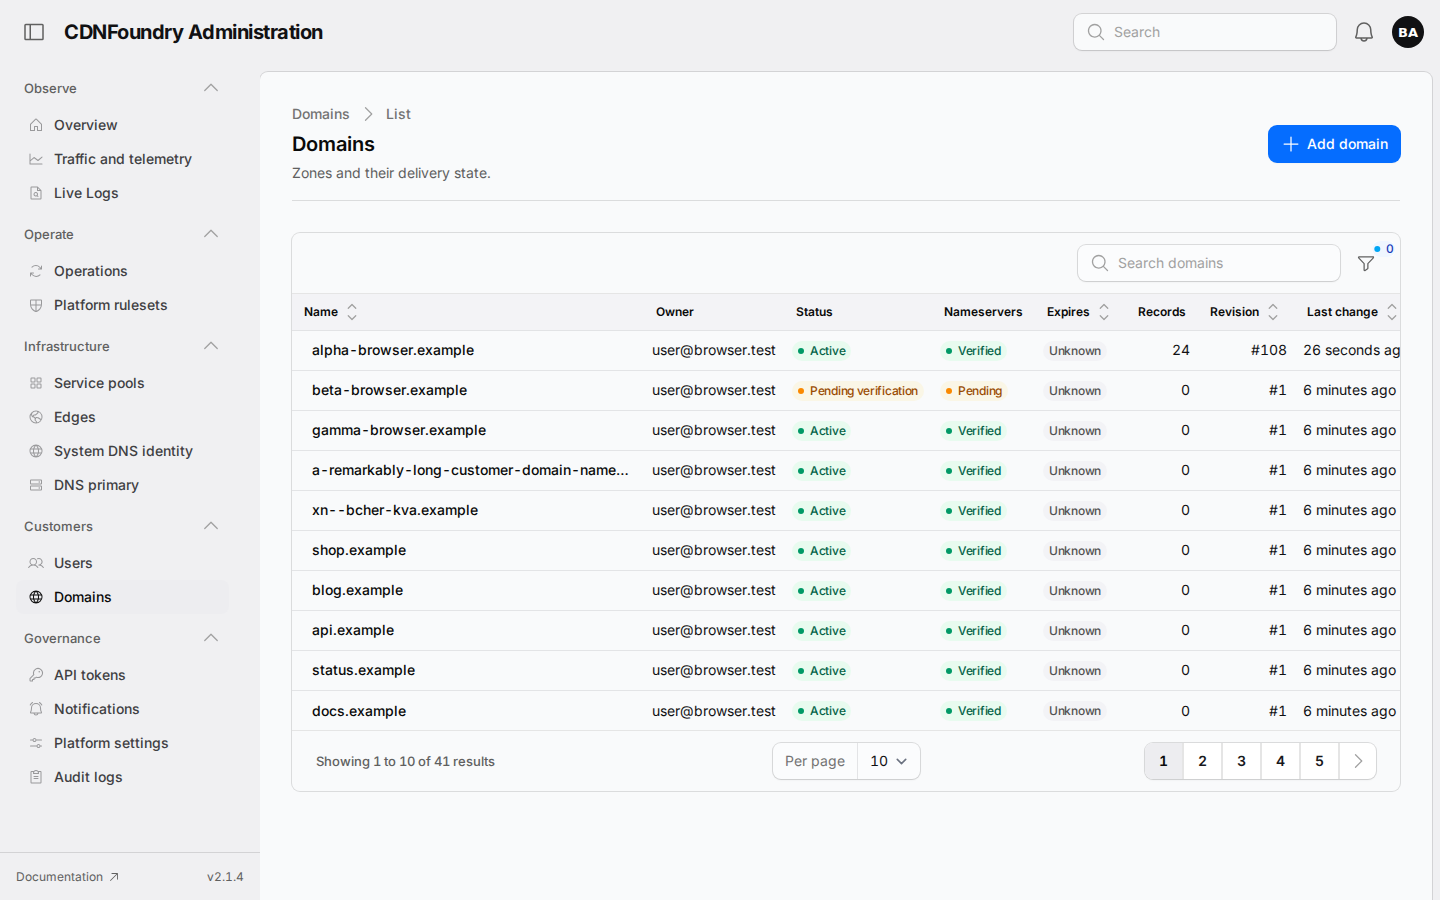 CDNFoundry Administration
Search
BA
Observe
Overview
Traffic and telemetry
Live Logs
Operate
Operations
Platform rulesets
Infrastructure
Service pools
Edges
System DNS identity
DNS primary
Customers
Users
Domains
Governance
API tokens
Notifications
Platform settings
Audit logs
Documentation v2.1.4
Domains List
Domains
Zones and their delivery state.
Add domain
Search domains
0
Name Owner Status Nameservers Expires Records Revision Last change
alpha-browser.example user@browser.test Active Verified Unknown 24 #108 26 seconds ag
beta-browser.example user@browser.test Pending verification Pending Unknown 0 #1 6 minutes ago
gamma-browser.example user@browser.test Active Verified Unknown 0 #1 6 minutes ago
a-remarkably-long-customer-domain-name... user@browser.test Active Verified Unknown 0 #1 6 minutes ago
xn--bcher-kva.example user@browser.test Active Verified Unknown 0 #1 6 minutes ago
shop.example user@browser.test Active Verified Unknown 0 #1 6 minutes ago
blog.example user@browser.test Active Verified Unknown 0 #1 6 minutes ago
api.example user@browser.test Active Verified Unknown 0 #1 6 minutes ago
status.example user@browser.test Active Verified Unknown 0 #1 6 minutes ago
docs.example user@browser.test Active Verified Unknown 0 #1 6 minutes ago
Showing 1 to 10 of 41 results Per page 10 1 2 3 4 5